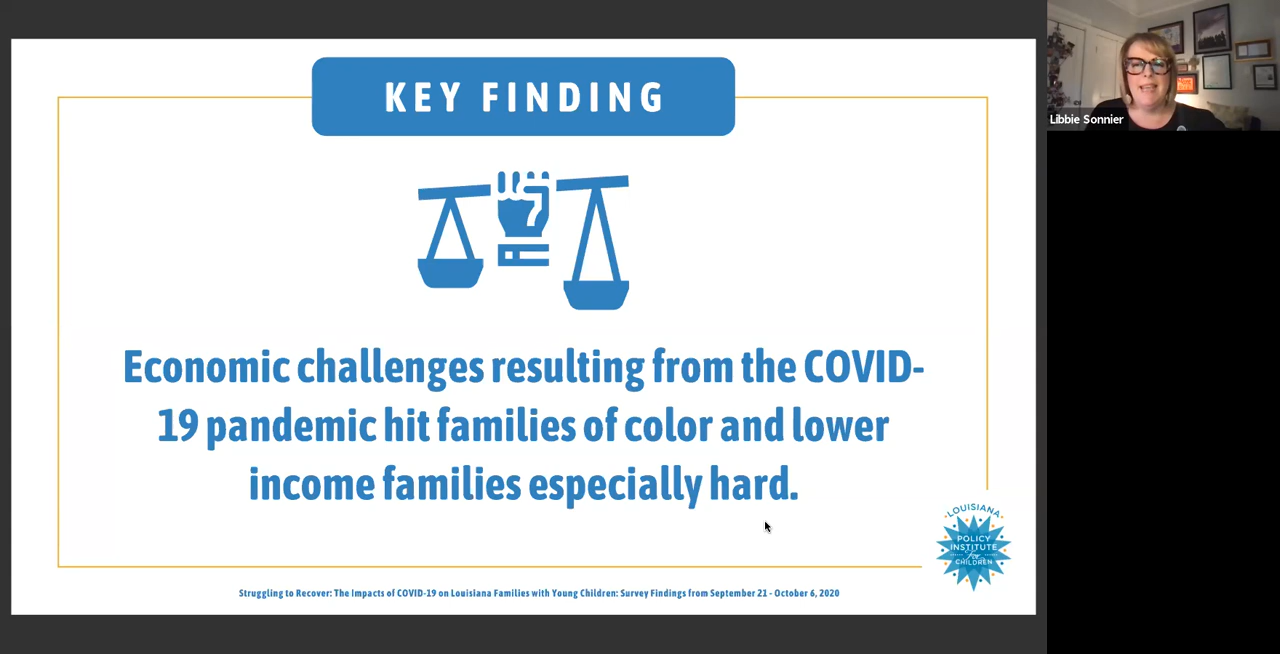 KEY FINDING
Economic challenges resulting from the COVID-
19 pandemic hit families of color and lower
income families especially hard.
LOUISIANA
POLICY
INSTITUTE
for
CHILDREN
Struggling to Recover: The Impacts of COVID-19 on Louisiana Families with Young Children: Survey Findings from September 21 - October 6, 2020
Libbie Sonnier